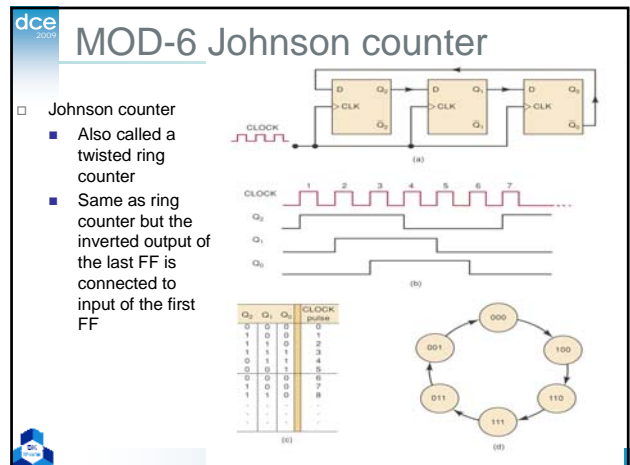 dce
2009
MOD-6 Johnson counter
Johnson counter
Also called a
twisted ring
counter
Same as ring
counter but the
inverted output of
the last FF is
connected to
input of the first
FF
D Q₂ D Q₁ D Q₀
CLK CLK CLK
Q̅₂ Q̅₁ Q̅₀
CLOCK
(a)
1 2 3 4 5 6 7
CLOCK
Q₂
Q₁
Q₀
(b)
Q₂ Q₁ Q₀ CLOCK pulse
0 0 0 0
1 0 0 1
1 1 0 2
1 1 1 3
0 1 1 4
0 0 1 5
0 0 0 6
1 0 0 7
1 1 0 8
. . . .
. . . .
. . . .
(c)
000
001 100
011 110
111
(d)
BK